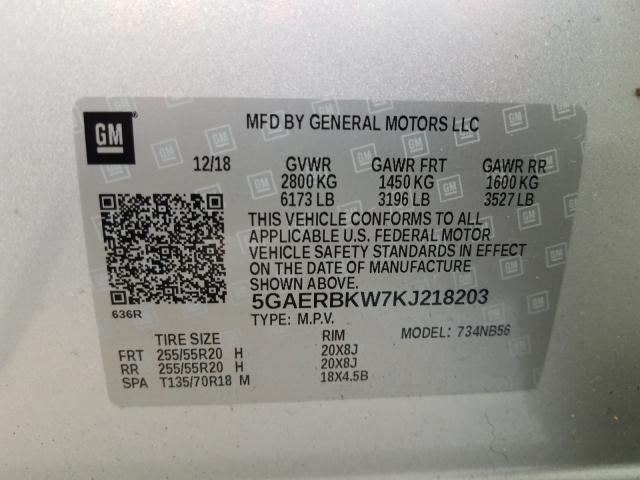 GM
MFD BY GENERAL MOTORS LLC
12/18 GVWR GAWR FRT GAWR RR
2800 KG 1450 KG 1600 KG
6173 LB 3196 LB 3527 LB
THIS VEHICLE CONFORMS TO ALL
APPLICABLE U.S. FEDERAL MOTOR
VEHICLE SAFETY STANDARDS IN EFFECT
ON THE DATE OF MANUFACTURE
SHOWN ABOVE.
5GAERBKW7KJ218203
636R
TYPE: M.P.V. MODEL: 734NB56
TIRE SIZE RIM
FRT 255/55R20 H 20X8J
RR 255/55R20 H 20X8J
SPA T135/70R18 M 18X4.5B